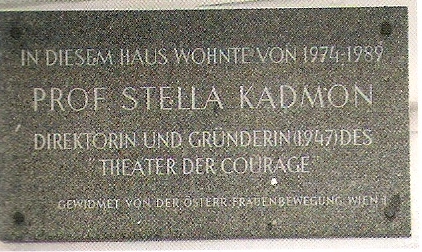 IN DIESEM HAUS WOHNTE VON 1974-1989
PROF STELLA KADMON
DIREKTORIN UND GRÜNDERIN (1947) DES
"THEATER DER COURAGE"
GEWIDMET VON DER ÖSTERR. FRAUENBEWEGUNG WIEN 1